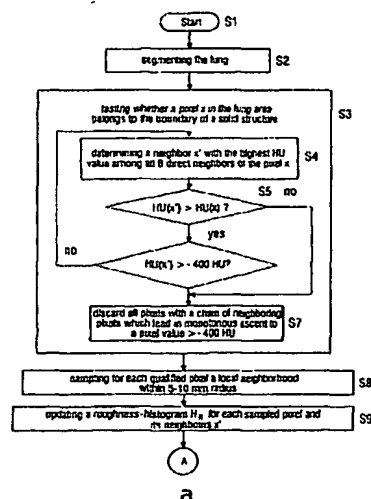 Start S1
segmenting the lung S2
S3
testing whether a pixel x in the lung area
belongs to the boundary of a solid structure
determining a neighbor x' with the highest HU
value among all 8 direct neighbors of the pixel x
S4
S5 no
HU(x') > HU(x) ?
yes
no
HU(x') > - 400 HU?
discard all pixels with a chain of neighboring
pixels which lead in monotonous ascent to
a pixel value > - 400 HU
S7
sampling for each qualified pixel a local neighborhood
within 5-10 mm radius
S8
updating a roughness-histogram H_R for each sampled pixel and
its neighbors x'
S9
A
a